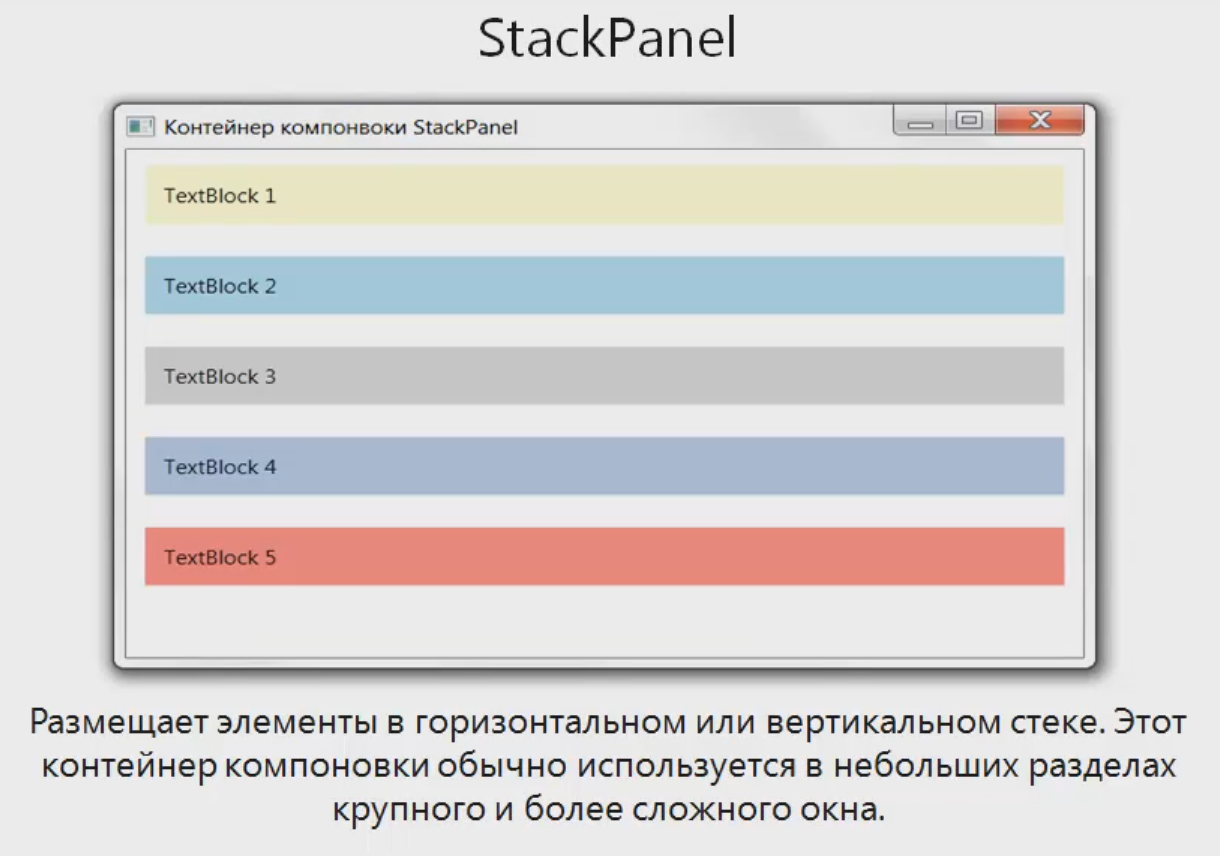 StackPanel
Контейнер компонвоки StackPanel
TextBlock 1
TextBlock 2
TextBlock 3
TextBlock 4
TextBlock 5
Размещает элементы в горизонтальном или вертикальном стеке. Этот
контейнер компоновки обычно используется в небольших разделах
крупного и более сложного окна.